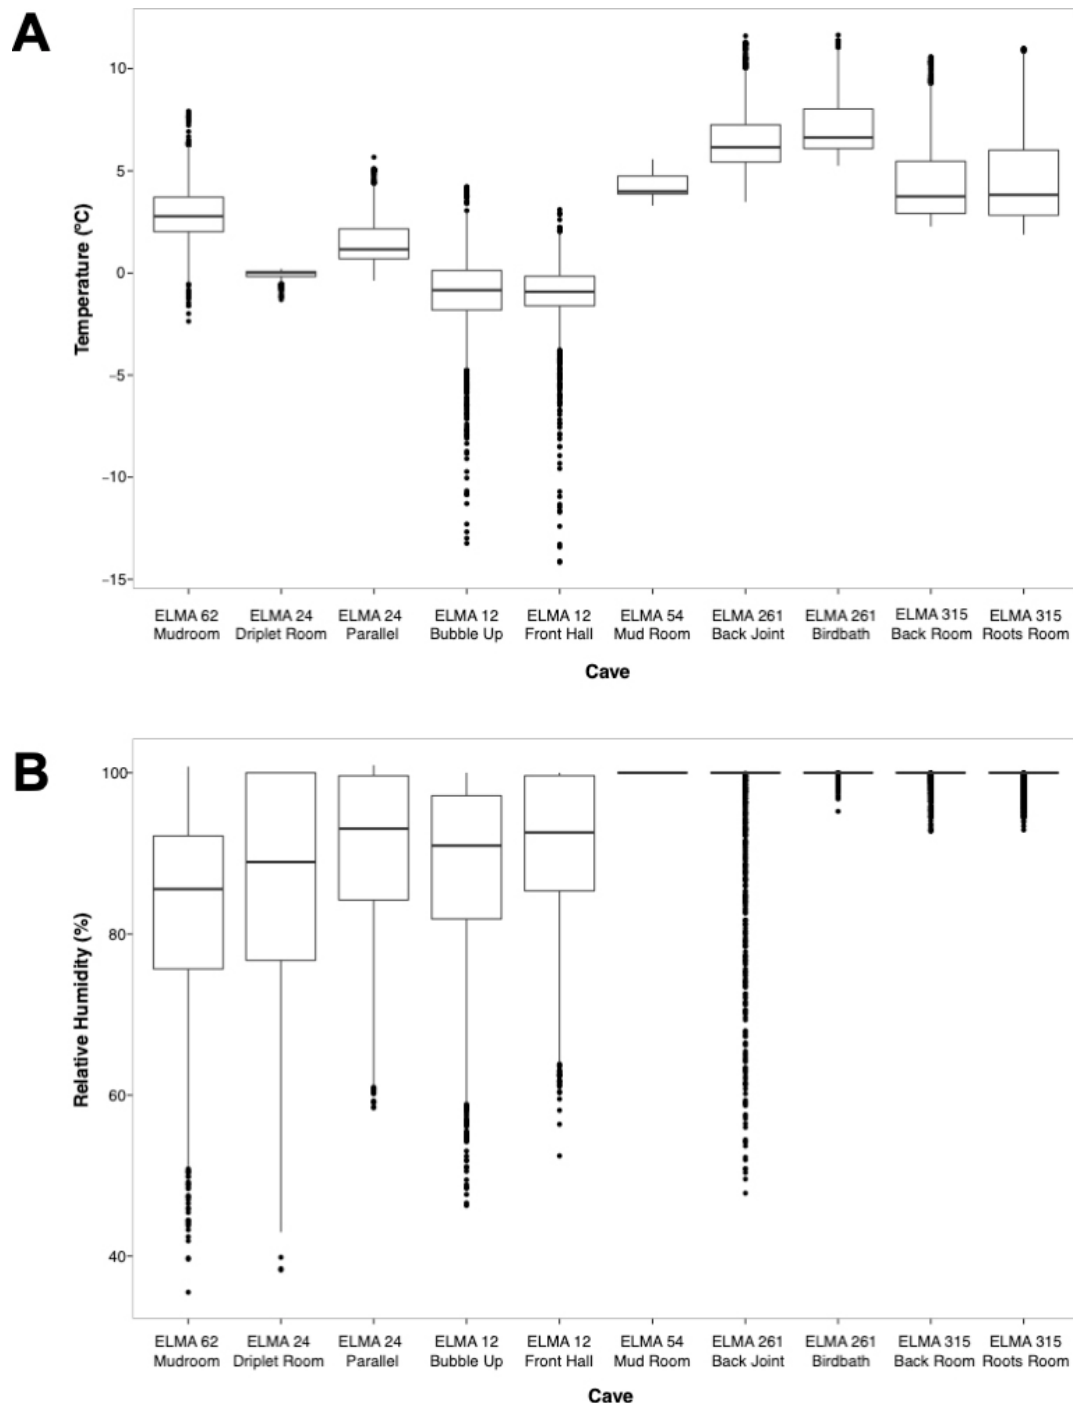 A
Temperature (ºC)
10
5
0
−5
−10
−15
ELMA 62 ELMA 24 ELMA 24 ELMA 12 ELMA 12 ELMA 54 ELMA 261 ELMA 261 ELMA 315 ELMA 315
Mudroom Driplet Room Parallel Bubble Up Front Hall Mud Room Back Joint Birdbath Back Room Roots Room
Cave
B
Relative Humidity (%)
100
80
60
40
ELMA 62 ELMA 24 ELMA 24 ELMA 12 ELMA 12 ELMA 54 ELMA 261 ELMA 261 ELMA 315 ELMA 315
Mudroom Driplet Room Parallel Bubble Up Front Hall Mud Room Back Joint Birdbath Back Room Roots Room
Cave